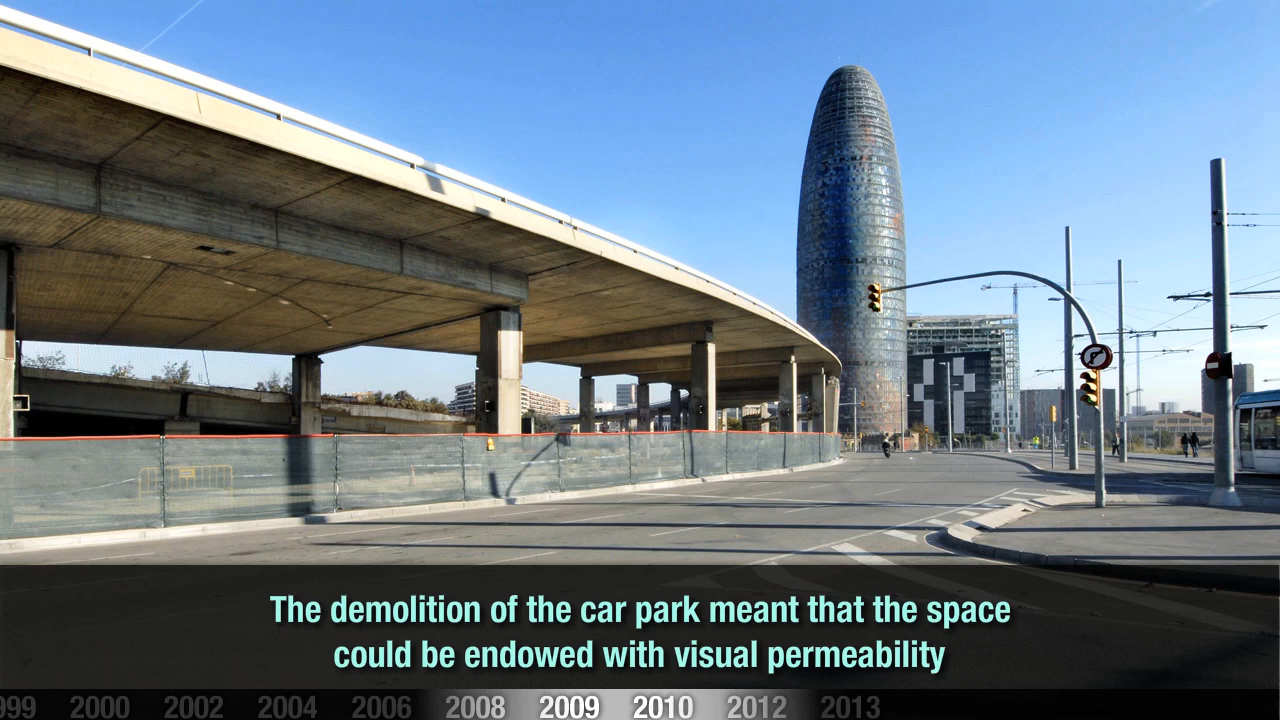 The demolition of the car park meant that the space
could be endowed with visual permeability
999 2000 2002 2004 2006 2008 2009 2010 2012 2013